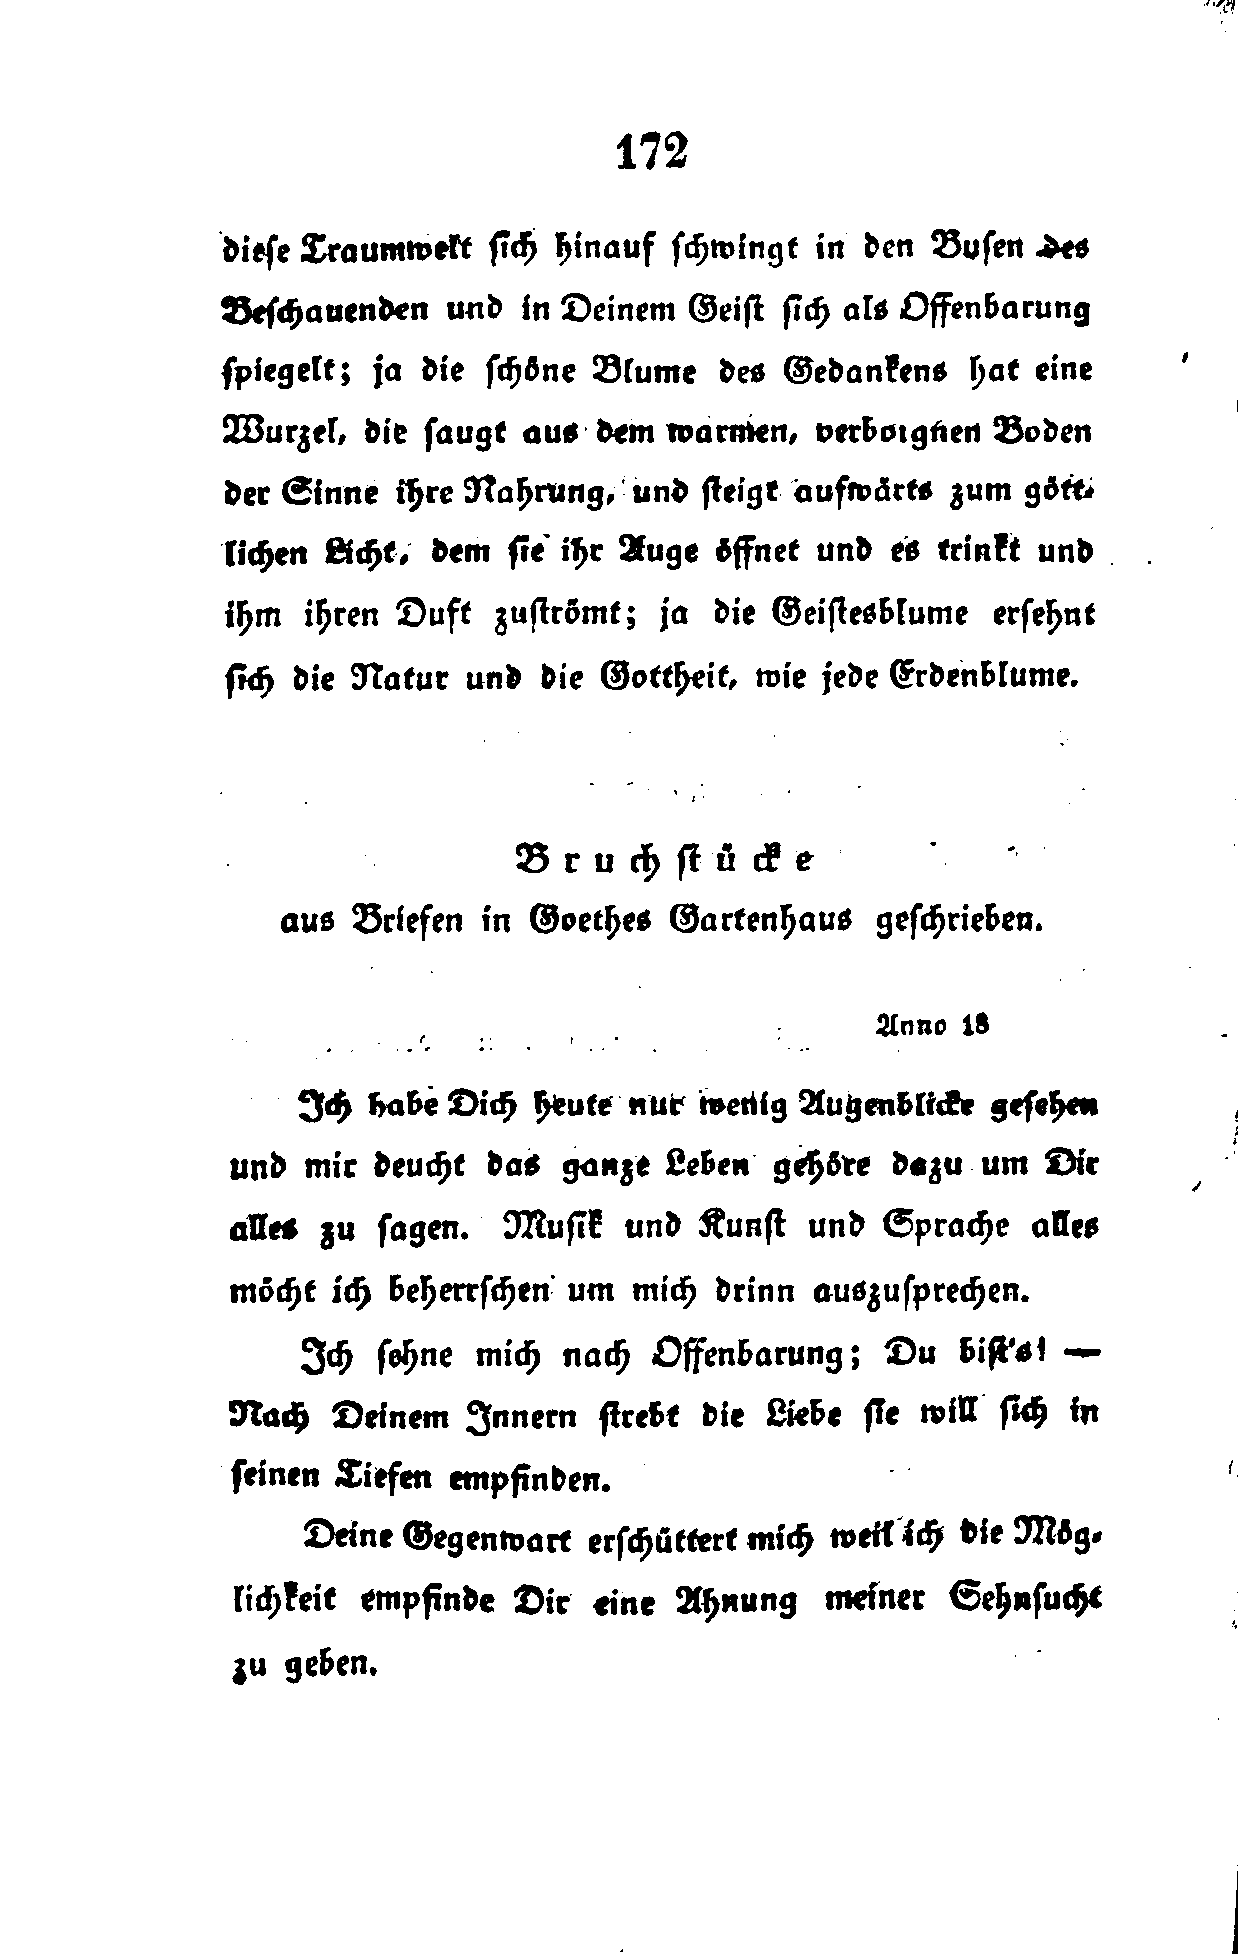 172
dieſe Traumwelt ſich hinauf ſchwingt in den Buſen des
Beſchauenden und in Deinem Geiſt ſich als Offenbarung
ſpiegelt; ja die ſchöne Blume des Gedankens hat eine
Wurzel, die ſaugt aus dem warmen, verborgnen Boden
der Sinne ihre Nahrung, und ſteigt aufwärts zum gött-
lichen Licht, dem ſie ihr Auge öffnet und es trinkt und
ihm ihren Duft zuſtrömt; ja die Geiſtesblume erſehnt
ſich die Natur und die Gottheit, wie jede Erdenblume.
Bruchſtücke
aus Briefen in Goethes Gartenhaus geſchrieben.
Anno 18
Ich habe Dich heute nur wenig Augenblicke geſehen
und mir deucht das ganze Leben gehöre dazu um Dir
alles zu ſagen. Muſik und Kunſt und Sprache alles
möcht ich beherrſchen um mich drinn auszuſprechen.
Ich ſehne mich nach Offenbarung; Du biſt's! —
Nach Deinem Innern ſtrebt die Liebe ſie will ſich in
ſeinen Tiefen empfinden.
Deine Gegenwart erſchüttert mich weil ich die Mög-
lichkeit empfinde Dir eine Ahnung meiner Sehnſucht
zu geben.